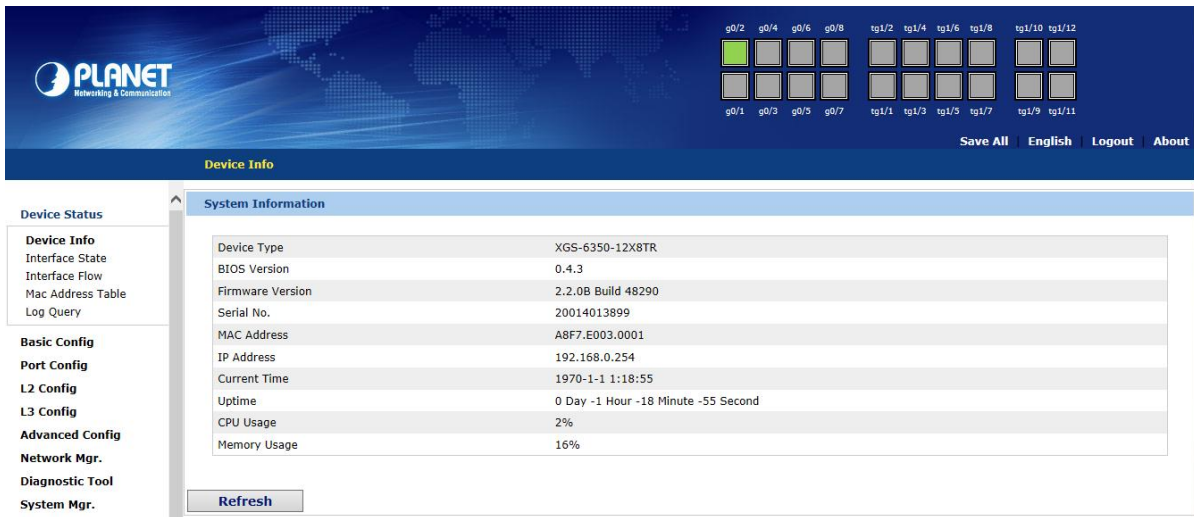 g0/2 g0/4 g0/6 g0/8 tg1/2 tg1/4 tg1/6 tg1/8 tg1/10 tg1/12
PLANET
Networking & Communication
g0/1 g0/3 g0/5 g0/7 tg1/1 tg1/3 tg1/5 tg1/7 tg1/9 tg1/11
Save All English Logout About
Device Info
Device Status
Device Info
Interface State
Interface Flow
Mac Address Table
Log Query
Basic Config
Port Config
L2 Config
L3 Config
Advanced Config
Network Mgr.
Diagnostic Tool
System Mgr.
System Information
Device Type XGS-6350-12X8TR
BIOS Version 0.4.3
Firmware Version 2.2.0B Build 48290
Serial No. 20014013899
MAC Address A8F7.E003.0001
IP Address 192.168.0.254
Current Time 1970-1-1 1:18:55
Uptime 0 Day -1 Hour -18 Minute -55 Second
CPU Usage 2%
Memory Usage 16%
Refresh